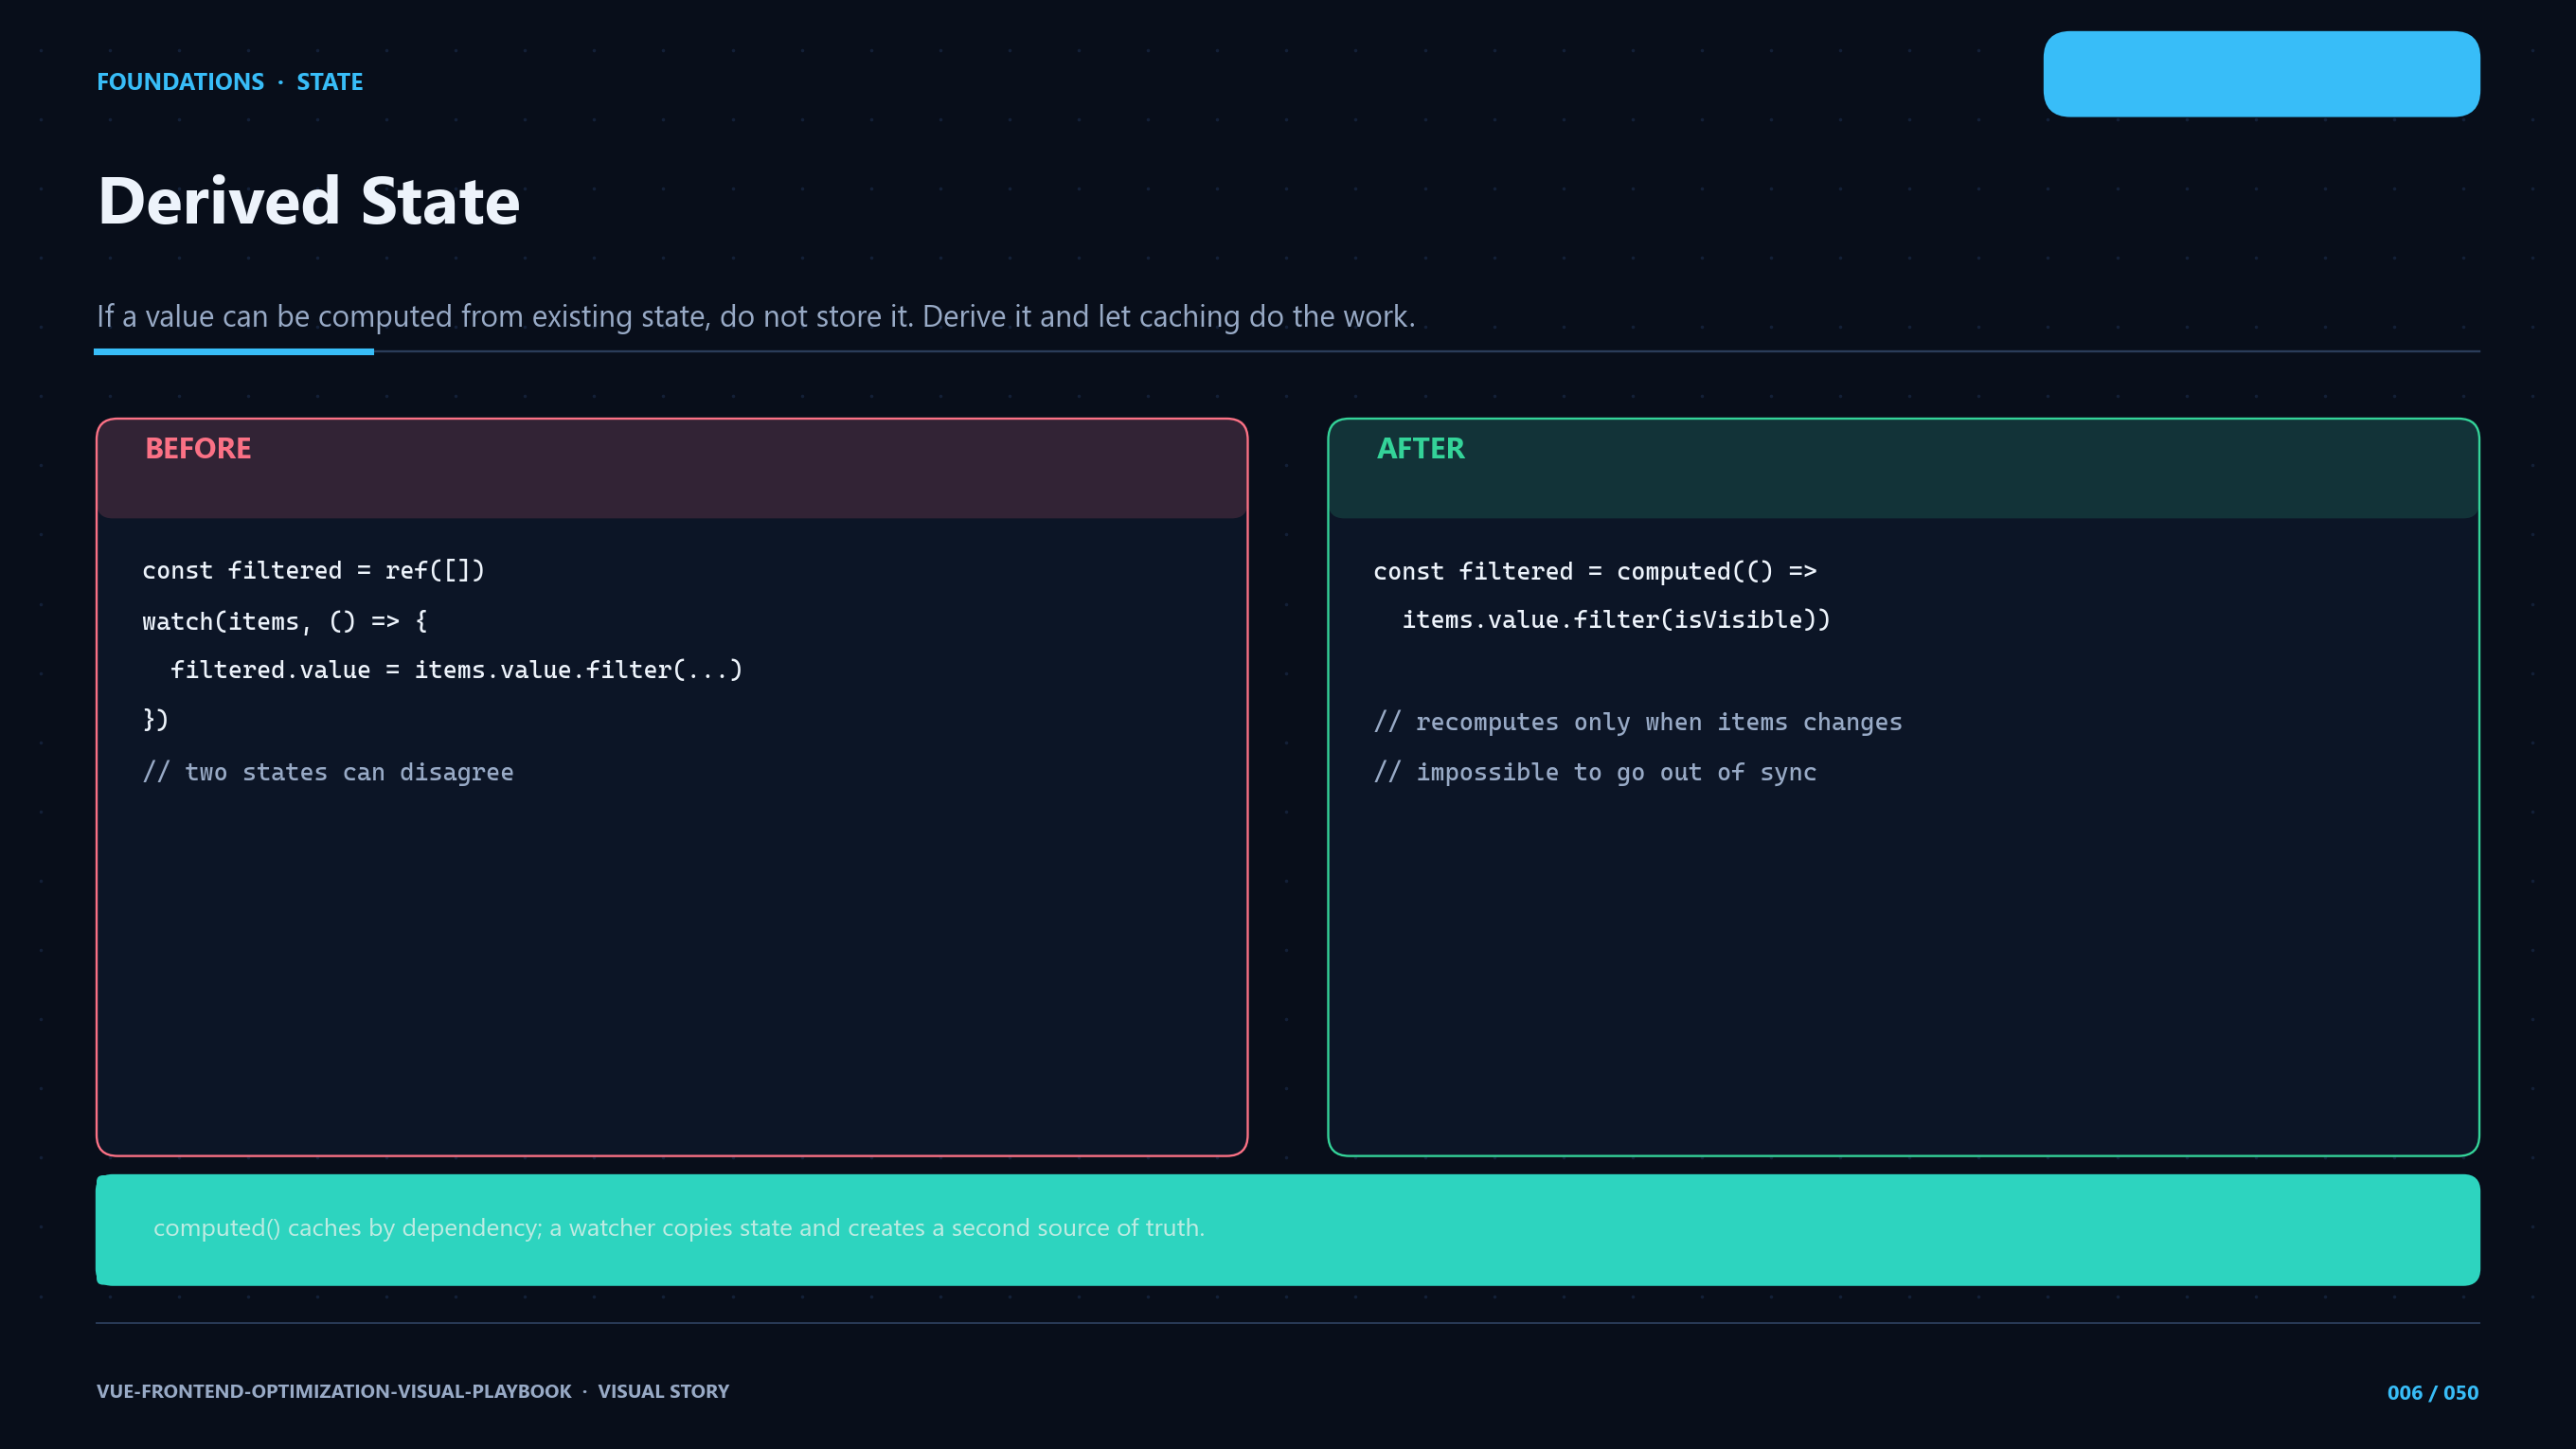 FOUNDATIONS · STATE
Derived State
If a value can be computed from existing state, do not store it. Derive it and let caching do the work.
BEFORE
const filtered = ref([])
watch(items, () => {
  filtered.value = items.value.filter(...)
})
// two states can disagree
AFTER
const filtered = computed(() =>
  items.value.filter(isVisible))
// recomputes only when items changes
// impossible to go out of sync
computed() caches by dependency; a watcher copies state and creates a second source of truth.
VUE-FRONTEND-OPTIMIZATION-VISUAL-PLAYBOOK · VISUAL STORY
006 / 050